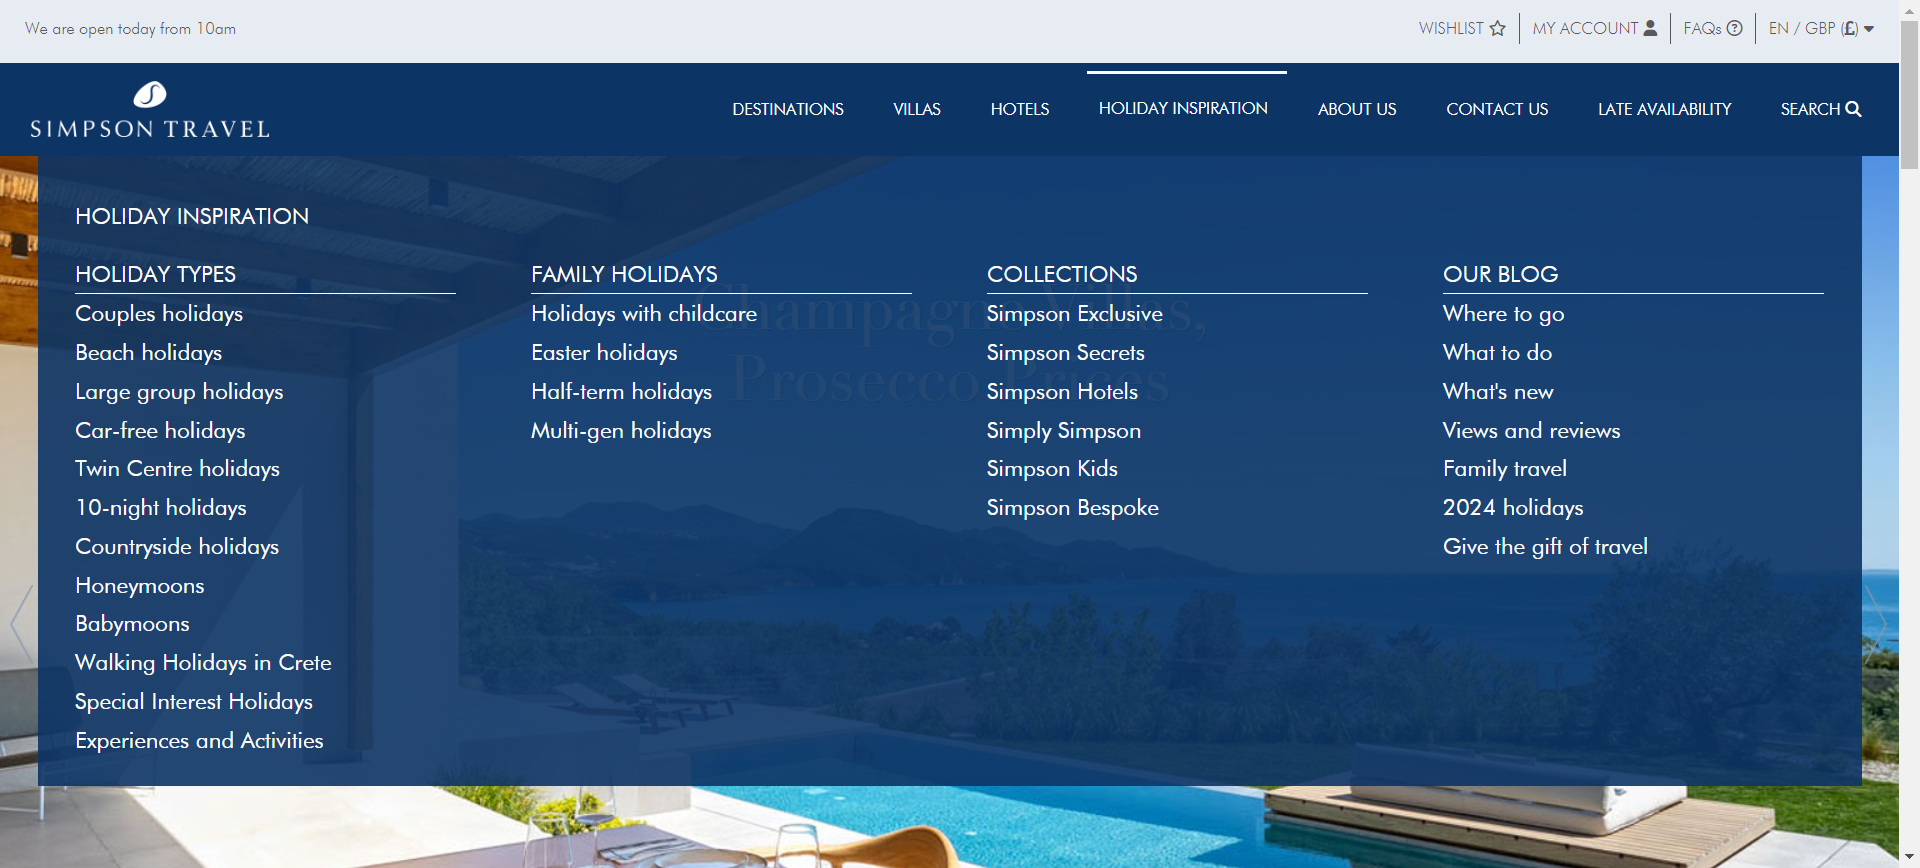 We are open today from 10am
WISHLIST
MY ACCOUNT
FAQs
EN / GBP (£)
SIMPSON TRAVEL
DESTINATIONS
VILLAS
HOTELS
HOLIDAY INSPIRATION
ABOUT US
CONTACT US
LATE AVAILABILITY
SEARCH
HOLIDAY INSPIRATION
HOLIDAY TYPES
Couples holidays
Beach holidays
Large group holidays
Car-free holidays
Twin Centre holidays
10-night holidays
Countryside holidays
Honeymoons
Babymoons
Walking Holidays in Crete
Special Interest Holidays
Experiences and Activities
FAMILY HOLIDAYS
Holidays with childcare
Easter holidays
Half-term holidays
Multi-gen holidays
COLLECTIONS
Simpson Exclusive
Simpson Secrets
Simpson Hotels
Simply Simpson
Simpson Kids
Simpson Bespoke
OUR BLOG
Where to go
What to do
What's new
Views and reviews
Family travel
2024 holidays
Give the gift of travel
Champagne Villas,
Prosecco Prices